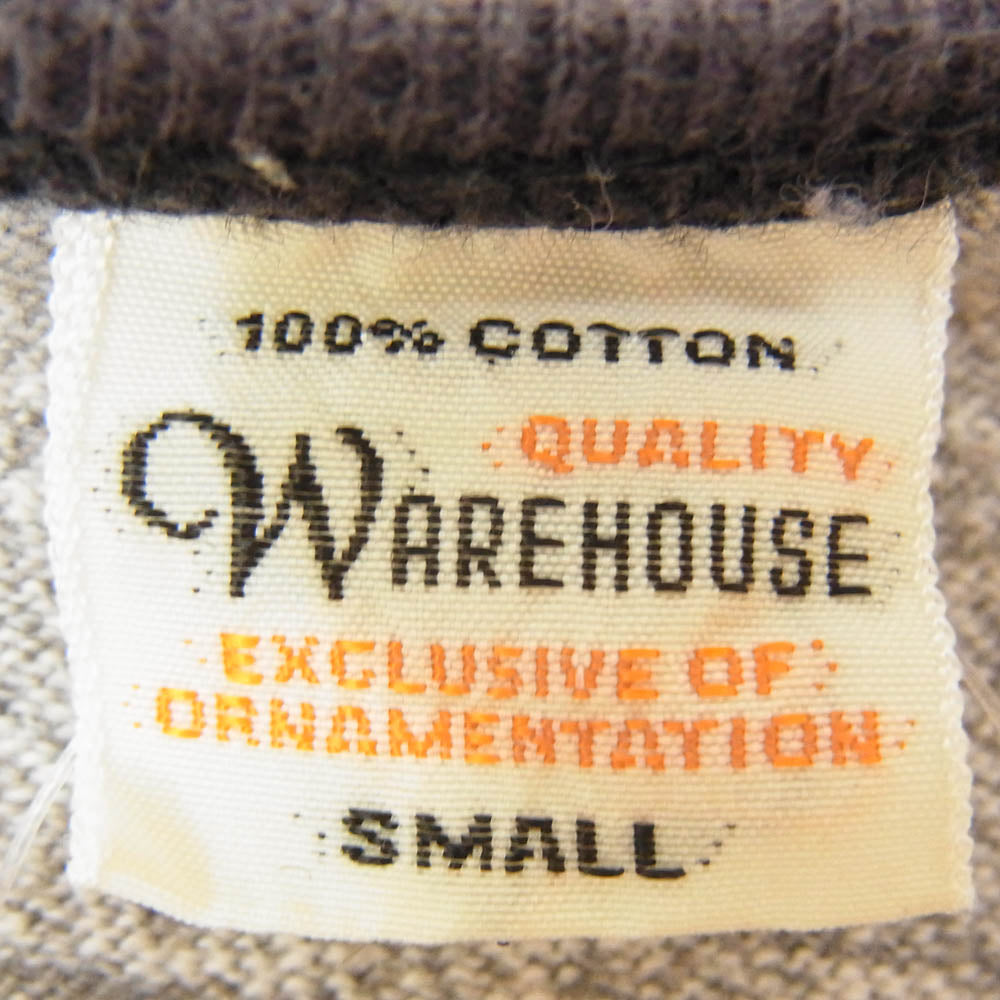 100% COTTON
QUALITY
WAREHOUSE
EXCLUSIVE OF
ORNAMENTATION
SMALL